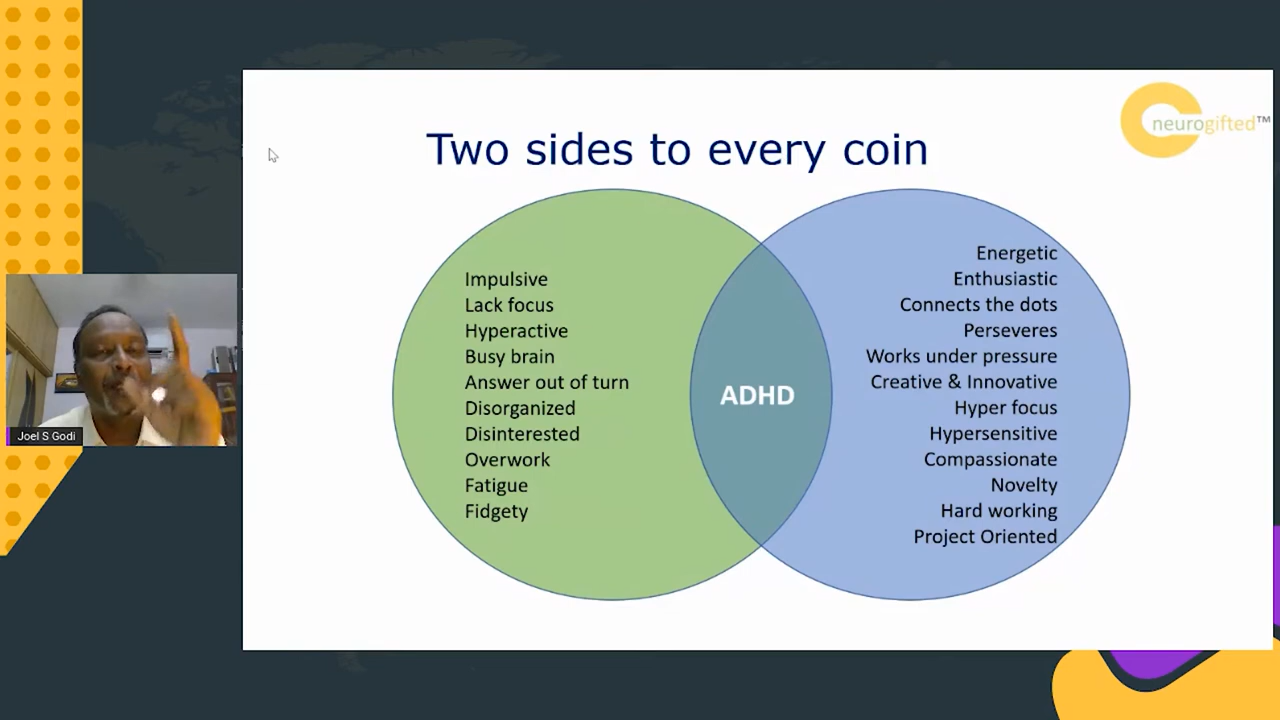 neurogifted™
Two sides to every coin
Impulsive
Lack focus
Hyperactive
Busy brain
Answer out of turn
Disorganized
Disinterested
Overwork
Fatigue
Fidgety
ADHD
Energetic
Enthusiastic
Connects the dots
Perseveres
Works under pressure
Creative & Innovative
Hyper focus
Hypersensitive
Compassionate
Novelty
Hard working
Project Oriented
Joel S Godi